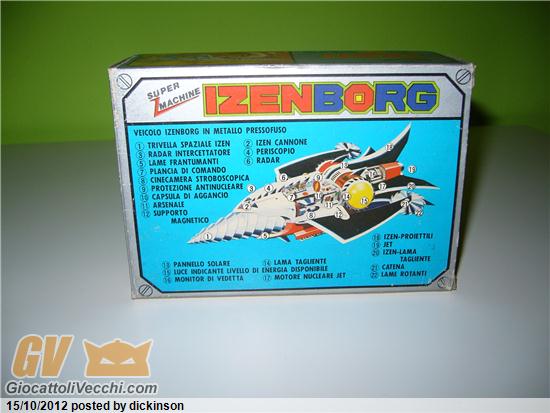 SUPER
MACHINE
IZENBORG
VEICOLO IZENBORG IN METALLO PRESSOFUSO
① TRIVELLA SPAZIALE IZEN ② IZEN CANNONE
③ RADAR INTERCETTATORE ④ PERISCOPIO
⑤ LAME FRANTUMANTI ⑥ RADAR
⑦ PLANCIA DI COMANDO
⑧ CINECAMERA STROBOSCOPICA
⑨ PROTEZIONE ANTINUCLEARE
⑩ CAPSULA DI AGGANCIO
⑪ ARSENALE
⑫ SUPPORTO
MAGNETICO
⑬ PANNELLO SOLARE ⑭ LAMA TAGLIENTE
⑮ LUCE INDICANTE LIVELLO DI ENERGIA DISPONIBILE
⑯ MONITOR DI VEDETTA ⑰ MOTORE NUCLEARE JET
⑱ IZEN-PROIETTILI
⑲ JET
⑳ IZEN-LAMA
TAGLIENTE
㉑ CATENA
㉒ LAME ROTANTI
GV
GiocattoliVecchi.com
15/10/2012 posted by dickinson